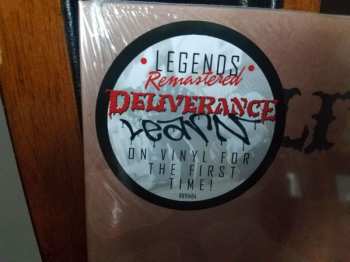 • LEGENDS •
Remastered
DELIVERANCE
LEARN
ON VINYL FOR
THE FIRST
TIME!